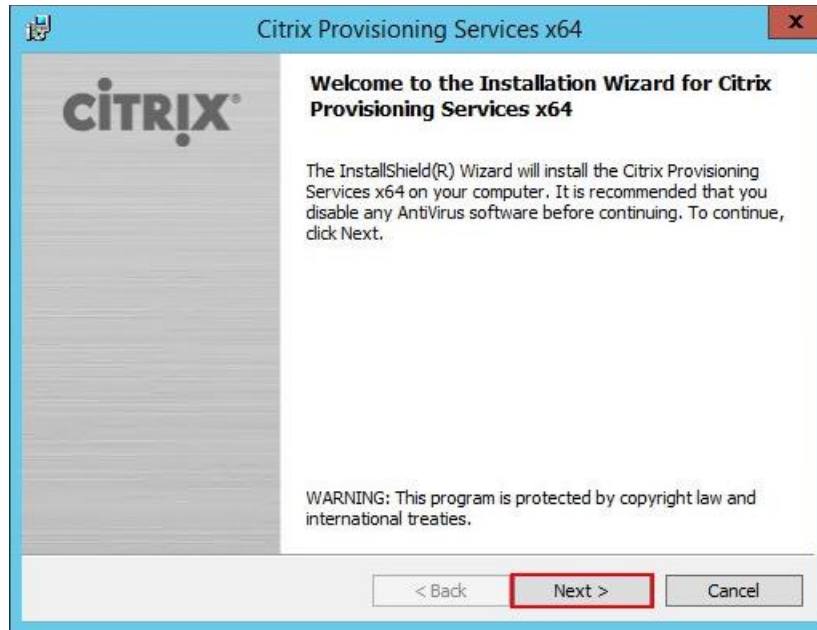 Citrix Provisioning Services x64
x
CiTRIX®
Welcome to the Installation Wizard for Citrix
Provisioning Services x64
The InstallShield(R) Wizard will install the Citrix Provisioning
Services x64 on your computer. It is recommended that you
disable any AntiVirus software before continuing. To continue,
click Next.
WARNING: This program is protected by copyright law and
international treaties.
< Back
Next >
Cancel